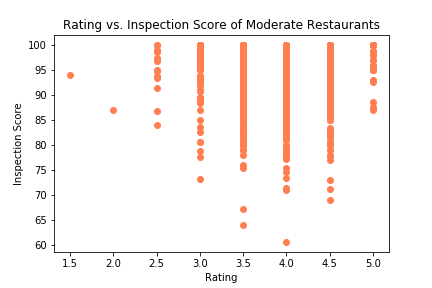 Rating vs. Inspection Score of Moderate Restaurants
100
95
90
85
80
75
70
65
60
Inspection Score
1.5 2.0 2.5 3.0 3.5 4.0 4.5 5.0
Rating